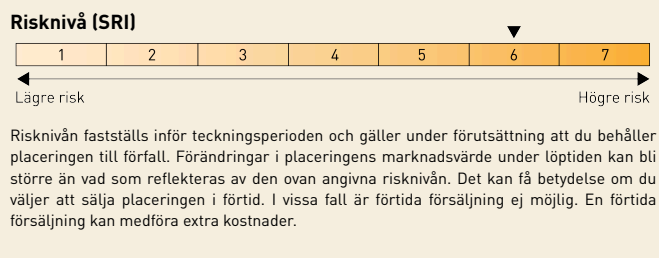 Risknivå (SRI)
1 2 3 4 5 6 7
Lägre risk Högre risk
Risknivån fastställs inför teckningsperioden och gäller under förutsättning att du behåller
placeringen till förfall. Förändringar i placeringens marknadsvärde under löptiden kan bli
större än vad som reflekteras av den ovan angivna risknivån. Det kan få betydelse om du
väljer att sälja placeringen i förtid. I vissa fall är förtida försäljning ej möjlig. En förtida
försäljning kan medföra extra kostnader.